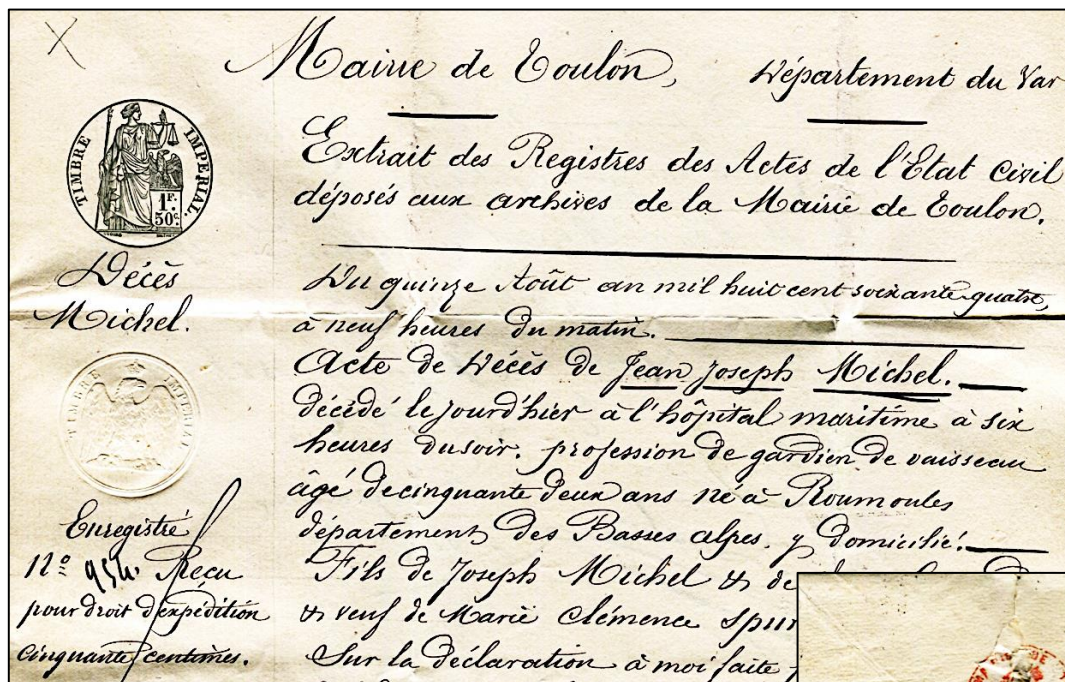 Mairie de Toulon, Département du Var
Extrait des Registres des Actes de l'Etat Civil
déposés aux archives de la Mairie de Toulon.
TIMBRE IMPERIAL.
1F.
50c.
Décès
Michel.
Du quinze Août an mil huit cent soixante-quatre,
à neuf heures du matin.
Acte de Décès de Jean Joseph Michel.
décédé le jourd'hier à l'hôpital maritime à six
heures du soir. profession de gardien de vaisseau
âgé de cinquante deux ans né à Roumoules
département des Basses alpes. y domicilié.
Fils de Joseph Michel & de
& veuf de Marie Clémence
Sur la déclaration à moi faite
TIMBRE IMPERIAL
Enregistré
No 954. Reçu
pour droit d'expédition
cinquante centimes.